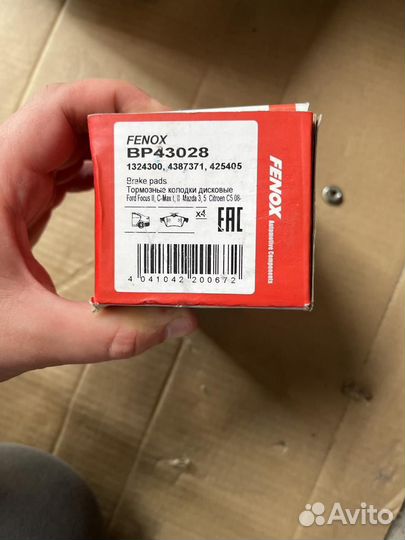 FENOX
BP43028
1324300, 4387371, 425405
Brake pads
Тормозные колодки дисковые
Ford Focus II, C-Max I, II Mazda 3, 5 Citroen C5 08-
x4
EAC
4 041042 200672
FENOX
Automotive Components
Avito